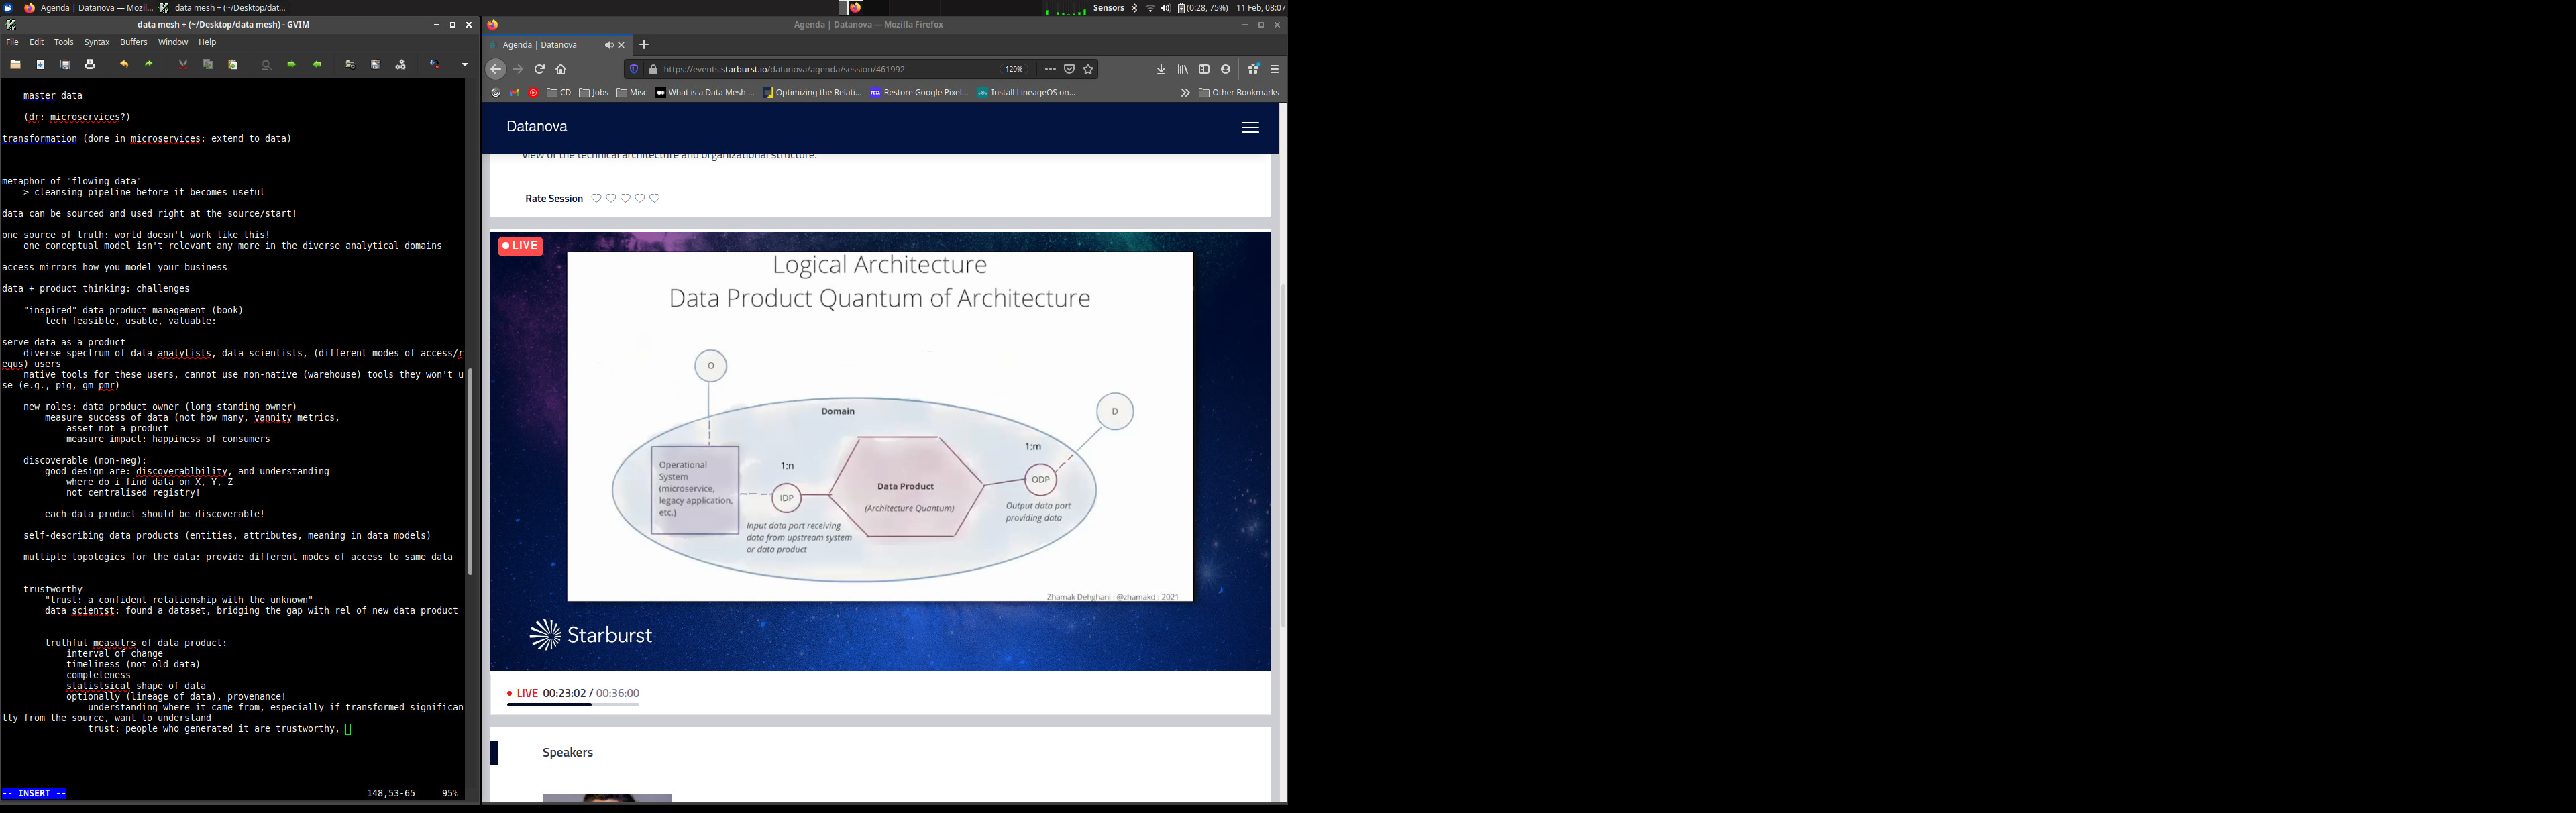 Agenda | Datanova — Mozil...
data mesh + (~/Desktop/dat...
Sensors
(0:28, 75%)
11 Feb, 08:07
data mesh + (~/Desktop/data mesh) - GVIM
File Edit Tools Syntax Buffers Window Help
master data
(dr: microservices?)
transformation (done in microservices: extend to data)
metaphor of "flowing data"
> cleansing pipeline before it becomes useful
data can be sourced and used right at the source/start!
one source of truth: world doesn't work like this!
one conceptual model isn't relevant any more in the diverse analytical domains
access mirrors how you model your business
data + product thinking: challenges
"inspired" data product management (book)
tech feasible, usable, valuable:
serve data as a product
diverse spectrum of data analytists, data scientists, (different modes of access/r
equs) users
native tools for these users, cannot use non-native (warehouse) tools they won't u
se (e.g., pig, gm pmr)
new roles: data product owner (long standing owner)
measure success of data (not how many, vannity metrics,
asset not a product
measure impact: happiness of consumers
discoverable (non-neg):
good design are: discoverablbility, and understanding
where do i find data on X, Y, Z
not centralised registry!
each data product should be discoverable!
self-describing data products (entities, attributes, meaning in data models)
multiple topologies for the data: provide different modes of access to same data
trustworthy
"trust: a confident relationship with the unknown"
data scientst: found a dataset, bridging the gap with rel of new data product
truthful measutrs of data product:
interval of change
timeliness (not old data)
completeness
statistsical shape of data
optionally (lineage of data), provenance!
understanding where it came from, especially if transformed significan
tly from the source, want to understand
trust: people who generated it are trustworthy,
-- INSERT --
148,53-65 95%
Agenda | Datanova — Mozilla Firefox
Agenda | Datanova
https://events.starburst.io/datanova/agenda/session/461992
120%
CD
Jobs
Misc
What is a Data Mesh ...
Optimizing the Relati...
Restore Google Pixel...
Install LineageOS on...
Other Bookmarks
Datanova
view of the technical architecture and organizational structure.
Rate Session
LIVE
Logical Architecture
Data Product Quantum of Architecture
O
Domain
D
Operational
System
(microservice,
legacy application,
etc.)
1:n
IDP
Input data port receiving
data from upstream system
or data product
Data Product
(Architecture Quantum)
1:m
ODP
Output data port
providing data
Zhamak Dehghani : @zhamakd : 2021
Starburst
LIVE 00:23:02 / 00:36:00
Speakers